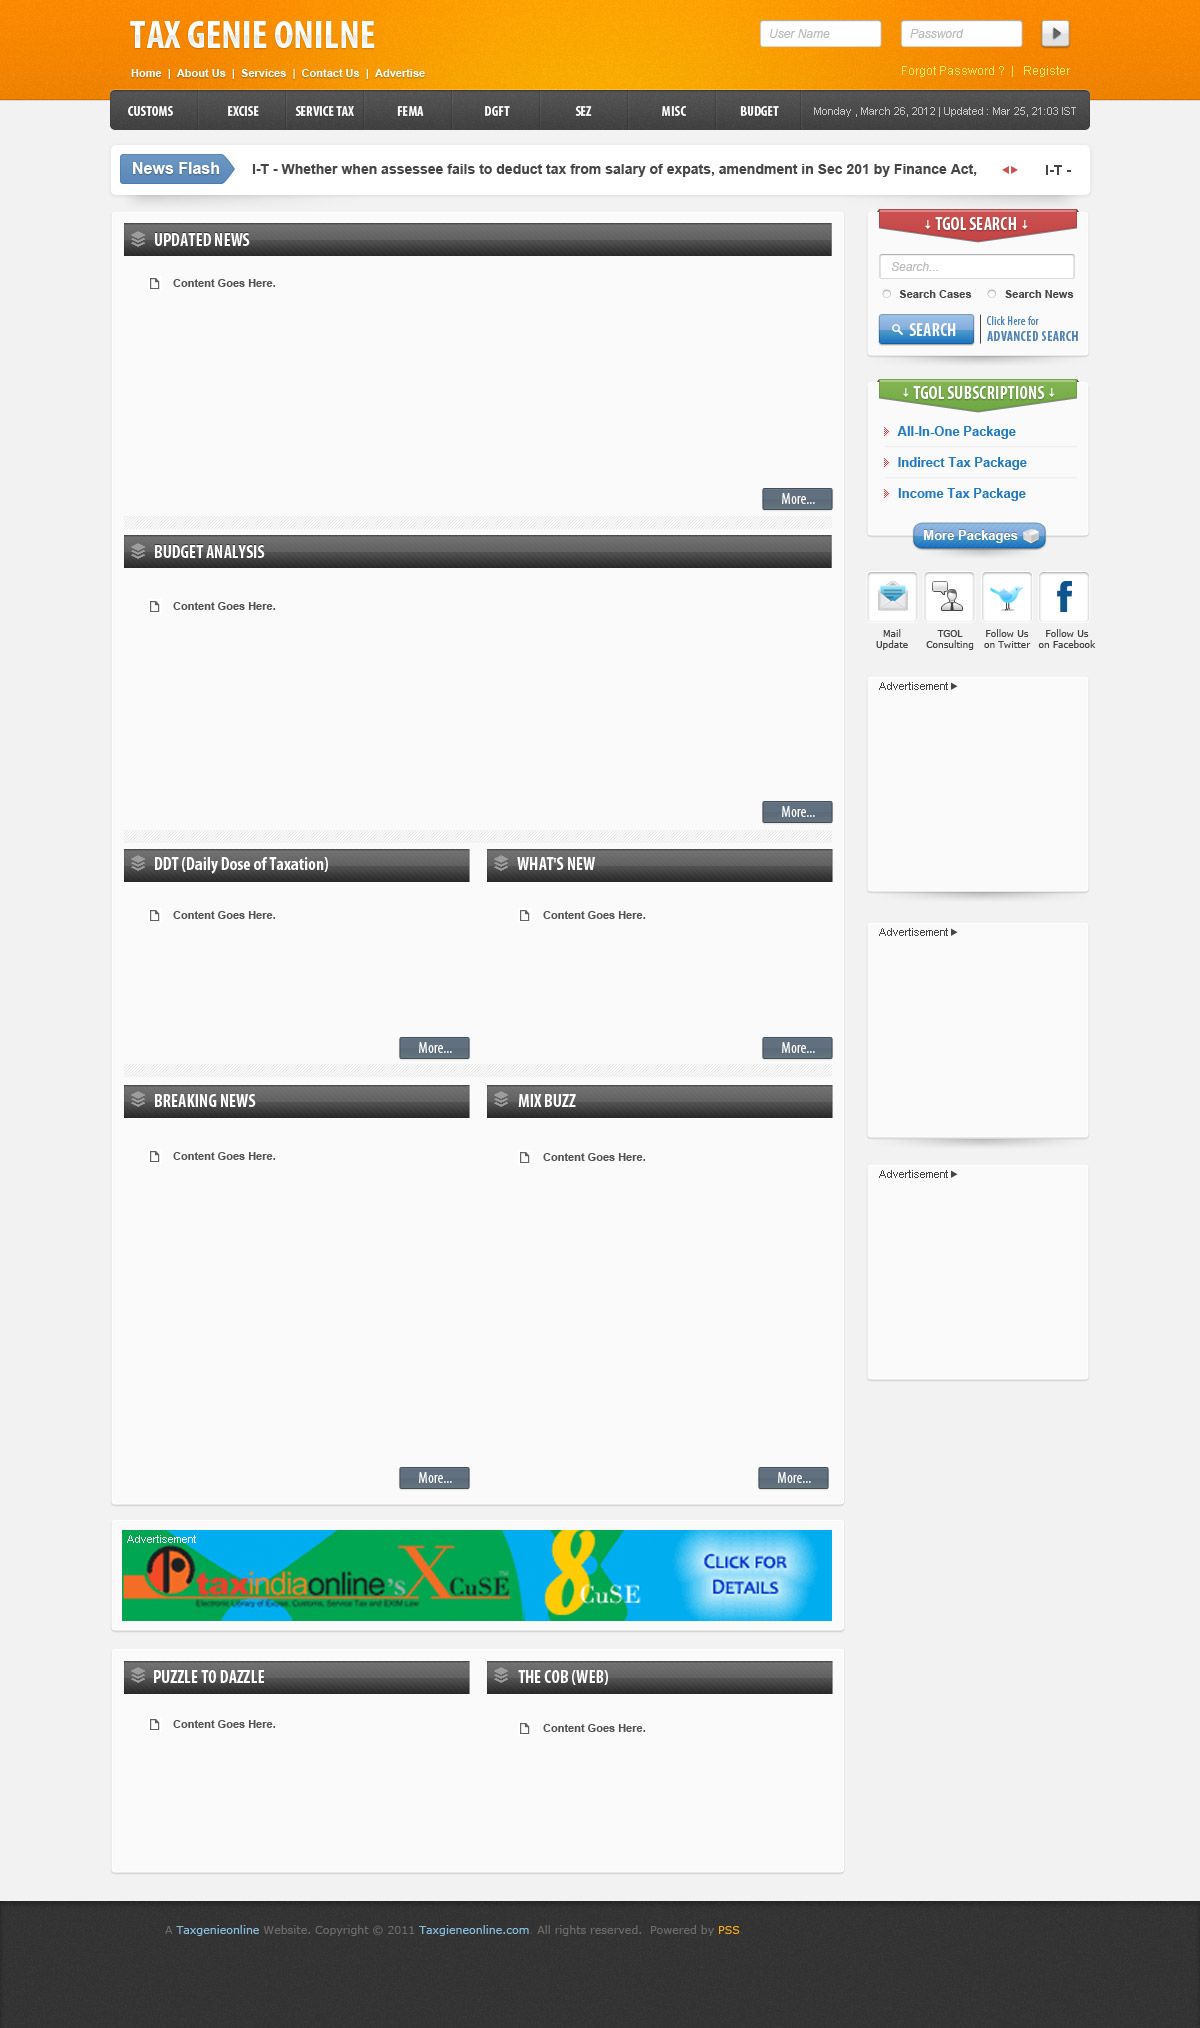 TAX GENIE ONILNE
User Name
Password
Home | About Us | Services | Contact Us | Advertise
Forgot Password ? | Register
CUSTOMS EXCISE SERVICE TAX FEMA DGFT SEZ MISC BUDGET Monday , March 26, 2012 | Updated : Mar 25, 21:03 IST
News Flash I-T - Whether when assessee fails to deduct tax from salary of expats, amendment in Sec 201 by Finance Act, I-T -
UPDATED NEWS
Content Goes Here.
More...
BUDGET ANALYSIS
Content Goes Here.
More...
DDT (Daily Dose of Taxation)
Content Goes Here.
More...
WHAT'S NEW
Content Goes Here.
More...
BREAKING NEWS
Content Goes Here.
More...
MIX BUZZ
Content Goes Here.
More...
↓ TGOL SEARCH ↓
Search...
Search Cases Search News
SEARCH
Click Here for
ADVANCED SEARCH
↓ TGOL SUBSCRIPTIONS ↓
All-In-One Package
Indirect Tax Package
Income Tax Package
More Packages
Mail
Update
TGOL
Consulting
Follow Us
on Twitter
Follow Us
on Facebook
Advertisement
Advertisement
Advertisement
Advertisement
taxindiaonline's XCuSE
TM
Electronic Library of Excise, Customs, Service Tax and EXIM Law
8
CuSE
CLICK FOR
DETAILS
PUZZLE TO DAZZLE
Content Goes Here.
THE COB (WEB)
Content Goes Here.
A Taxgenieonline Website. Copyright © 2011 Taxgieneonline.com. All rights reserved. Powered by PSS